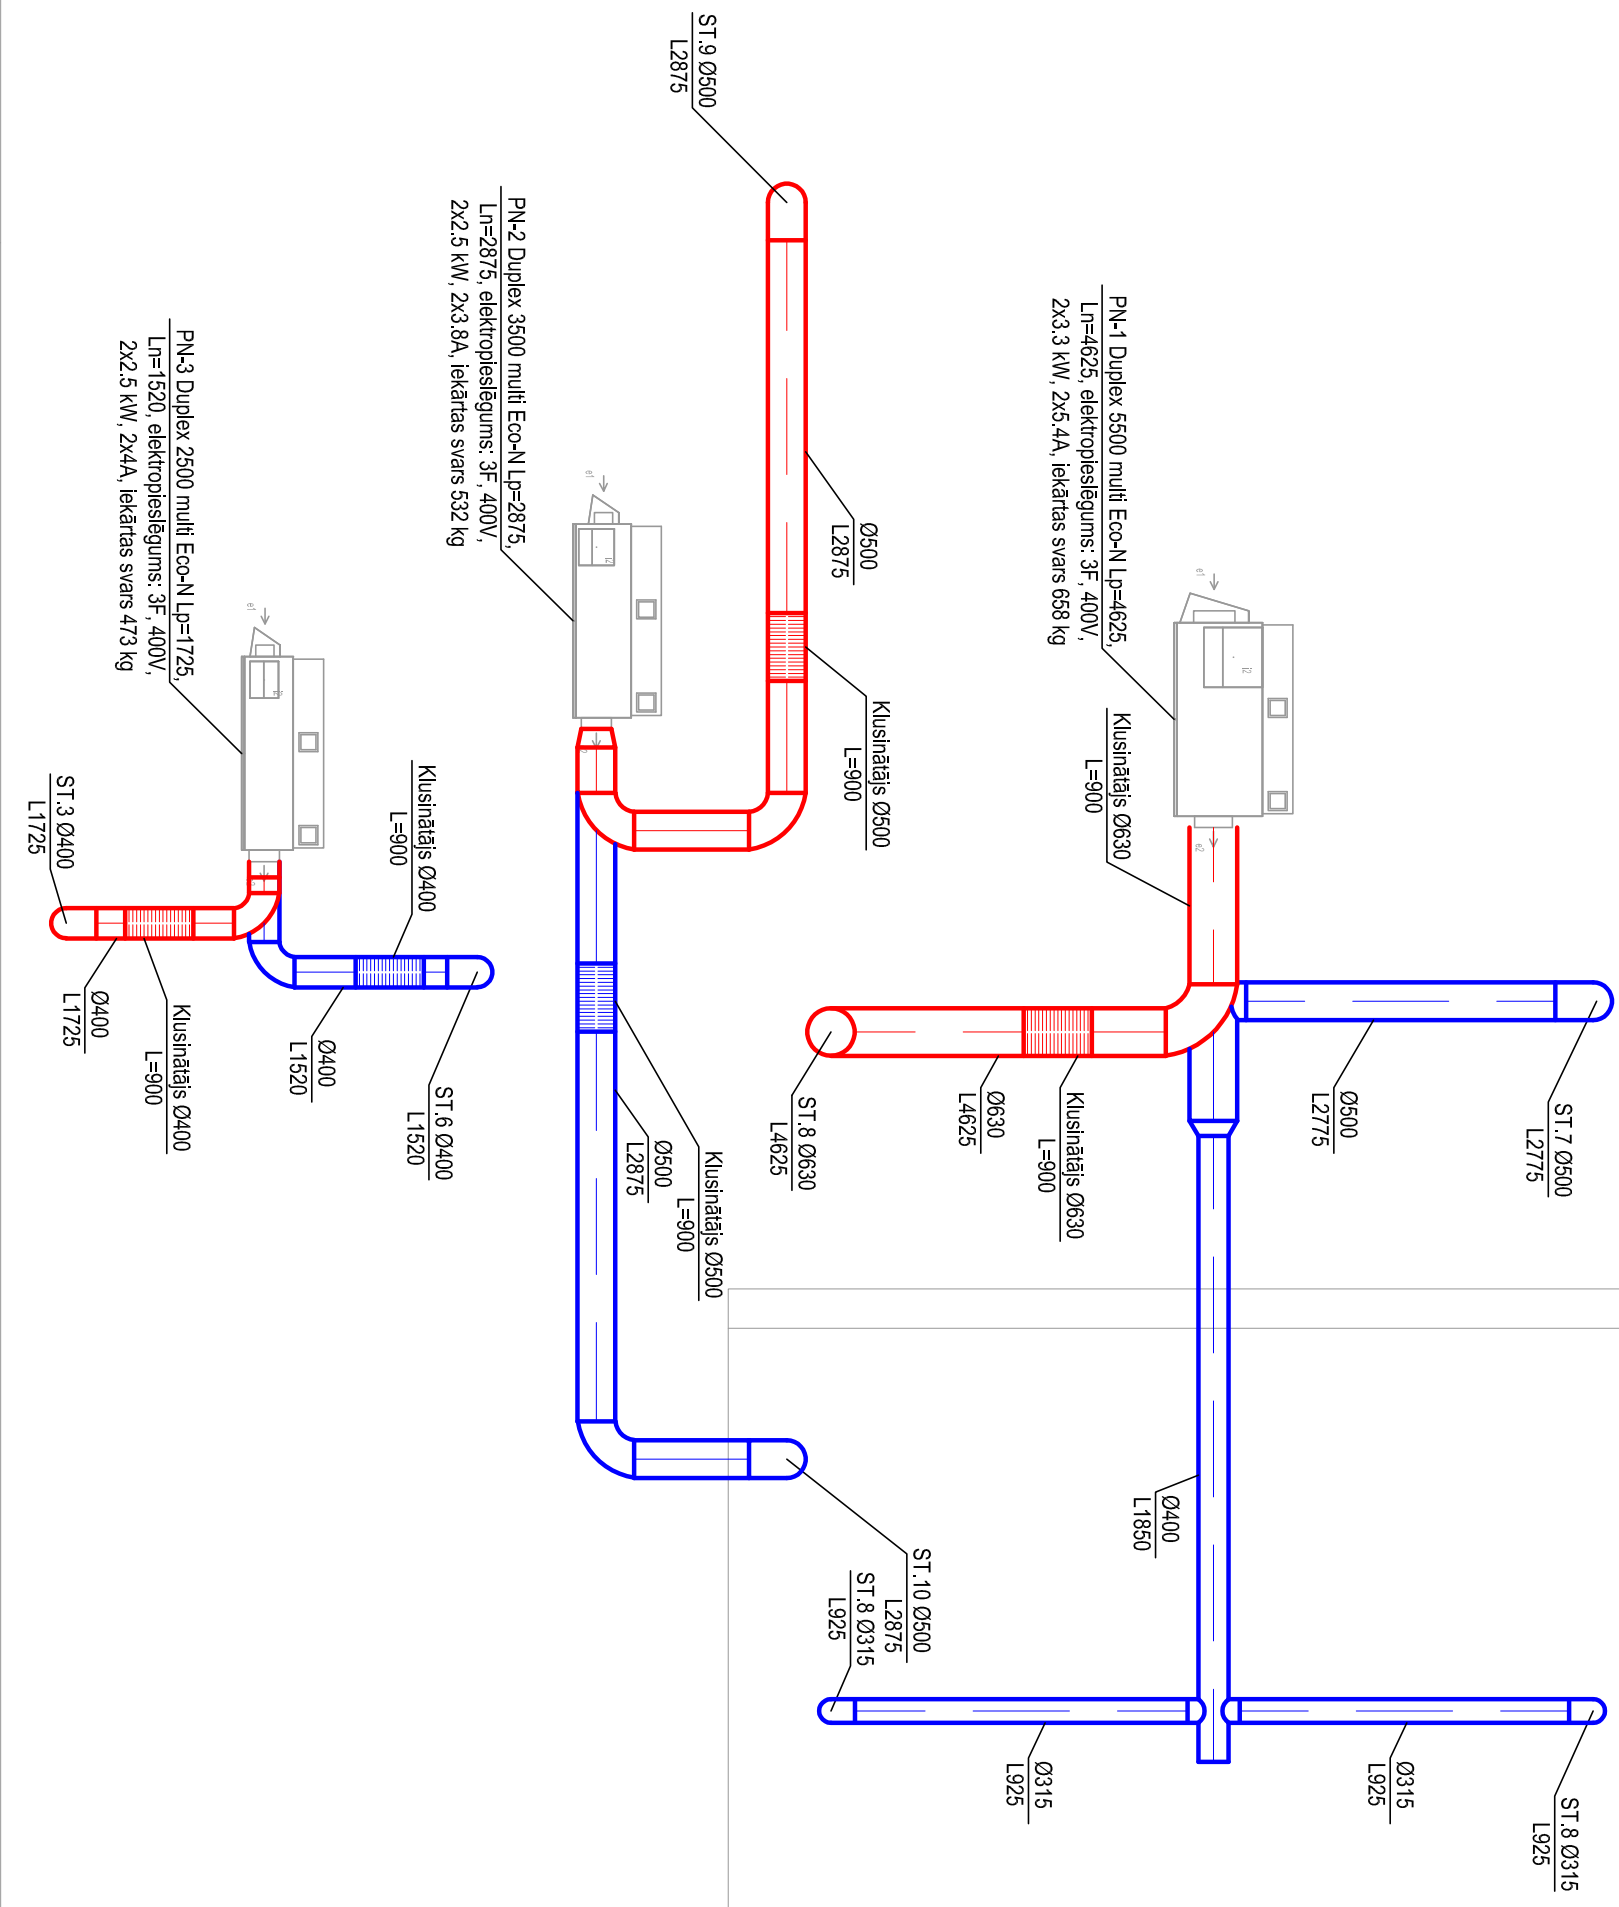 ST.9 Ø500
L2875
PN-2 Duplex 3500 multi Eco-N Lp=2875,
Ln=2875, elektropieslēgums: 3F, 400V,
2x2.5 kW, 2x3.8A, iekārtas svars 532 kg
PN-1 Duplex 5500 multi Eco-N Lp=4625,
Ln=4625, elektropieslēgums: 3F, 400V,
2x3.3 kW, 2x5.4A, iekārtas svars 658 kg
PN-3 Duplex 2500 multi Eco-N Lp=1725,
Ln=1520, elektropieslēgums: 3F, 400V,
2x2.5 kW, 2x4A, iekārtas svars 473 kg
Ø500
L2875
Klusinātājs Ø500
L=900
Klusinātājs Ø630
L=900
Klusinātājs Ø400
L=900
ST.3 Ø400
L1725
Ø400
L1725
Klusinātājs Ø400
L=900
Ø400
L1520
ST.6 Ø400
L1520
Ø500
L2875
Klusinātājs Ø500
L=900
ST.8 Ø630
L4625
Ø630
L4625
Klusinātājs Ø630
L=900
Ø500
L2775
ST.7 Ø500
L2775
Ø400
L1850
ST.10 Ø500
L2875
ST.8 Ø315
L925
Ø315
L925
Ø315
L925
ST.8 Ø315
L925
e1
i2
e2
e1
i2
e1